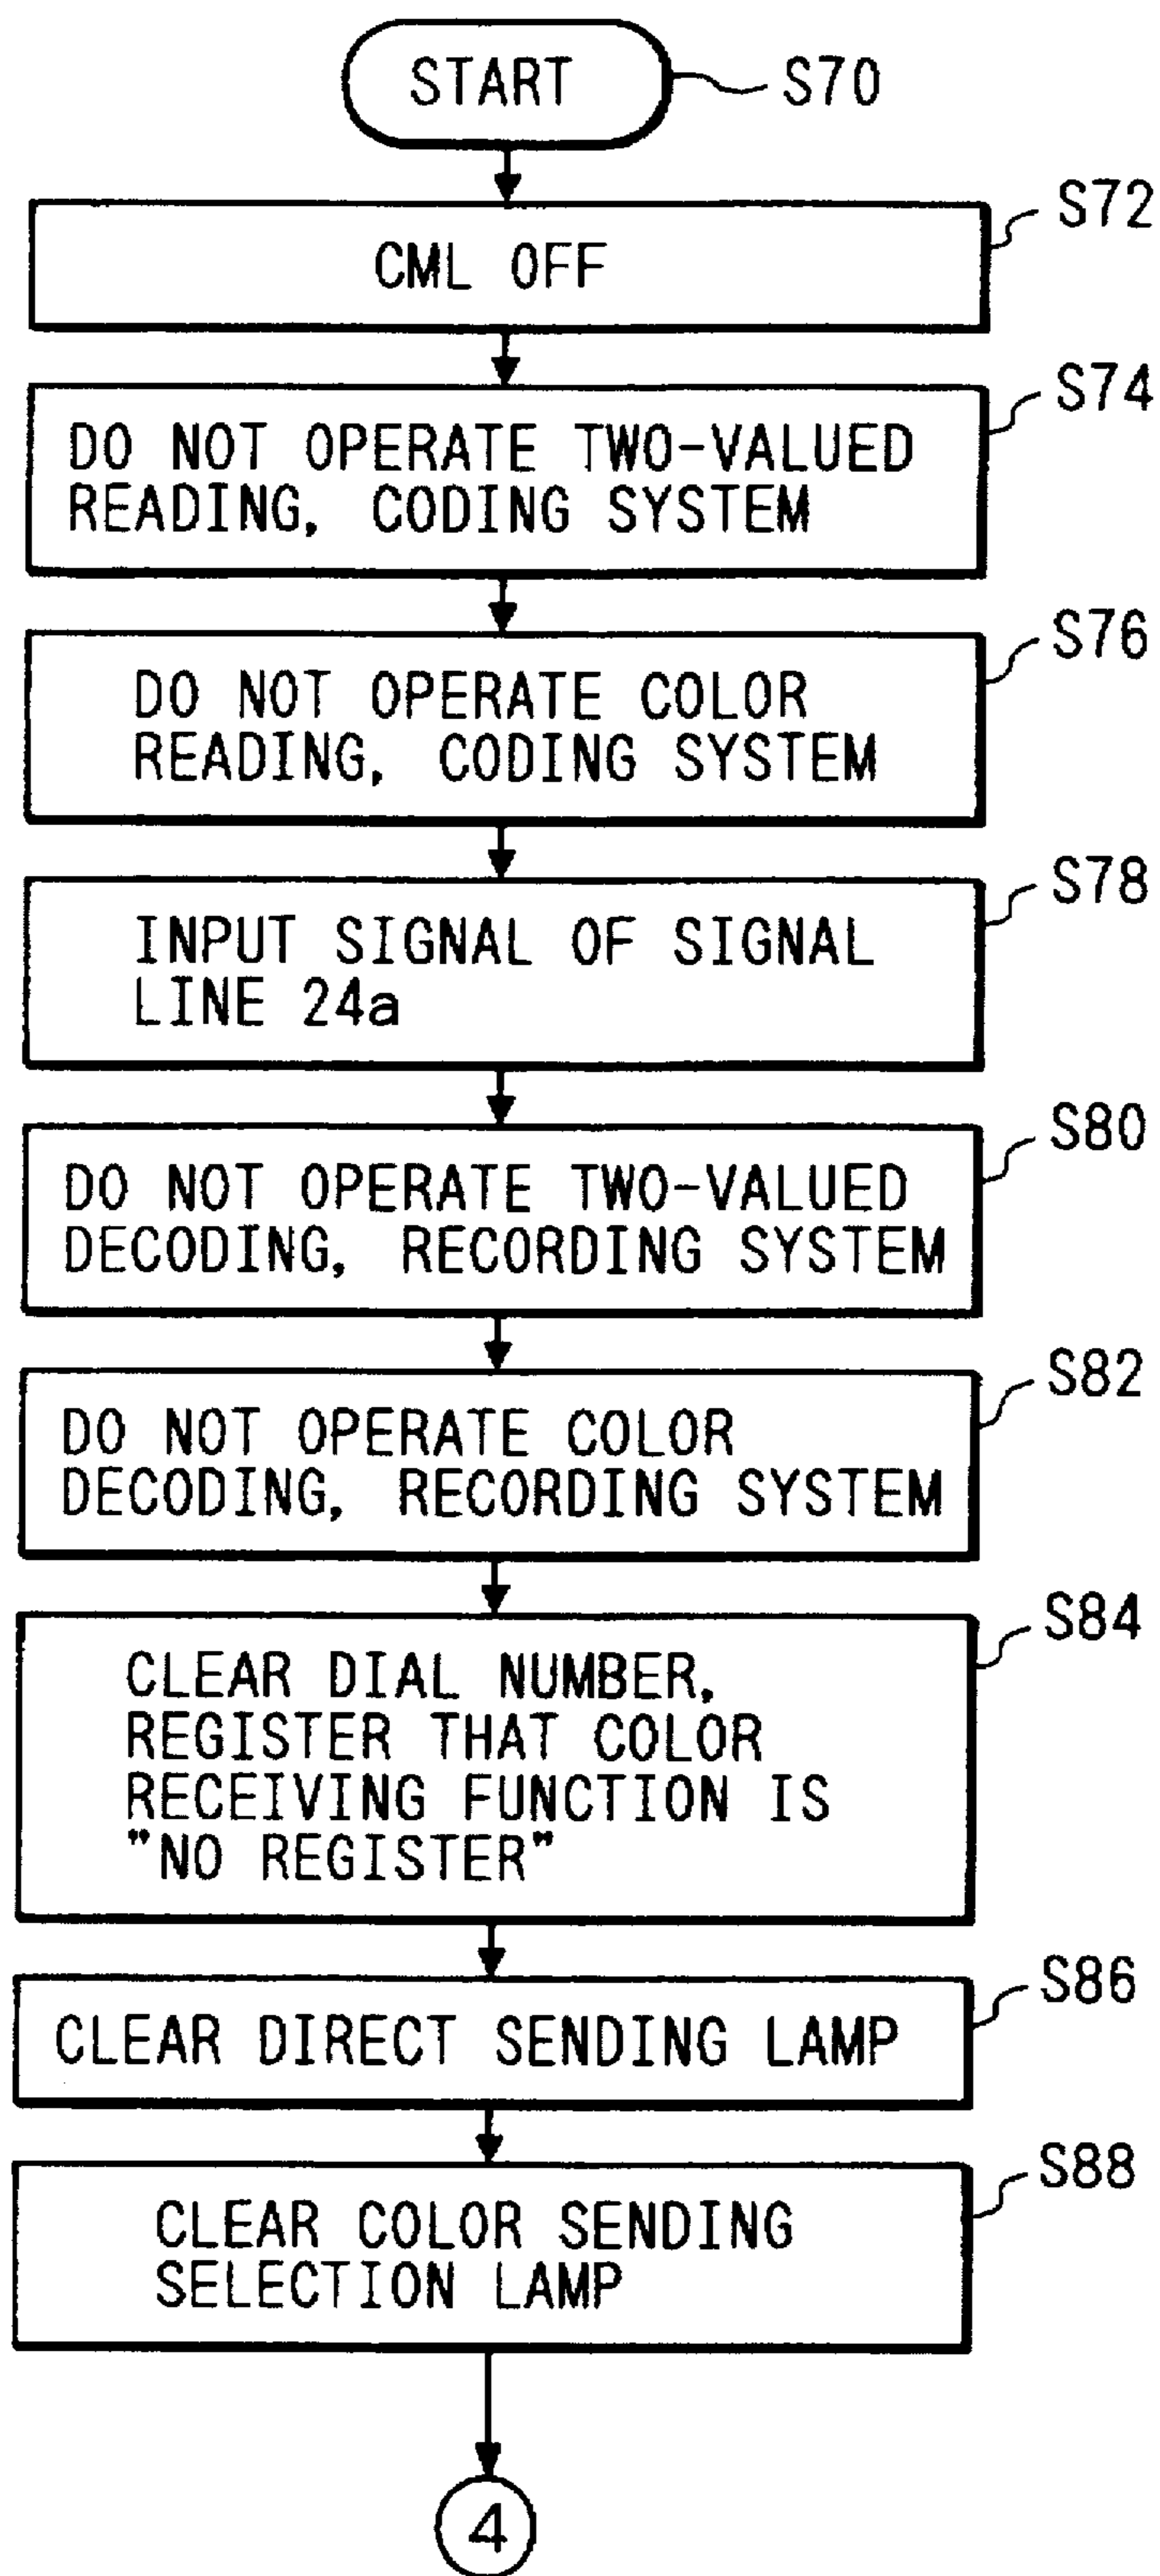 START
S70
CML OFF
S72
DO NOT OPERATE TWO-VALUED
READING, CODING SYSTEM
S74
DO NOT OPERATE COLOR
READING, CODING SYSTEM
S76
INPUT SIGNAL OF SIGNAL
LINE 24a
S78
DO NOT OPERATE TWO-VALUED
DECODING, RECORDING SYSTEM
S80
DO NOT OPERATE COLOR
DECODING, RECORDING SYSTEM
S82
CLEAR DIAL NUMBER,
REGISTER THAT COLOR
RECEIVING FUNCTION IS
"NO REGISTER"
S84
CLEAR DIRECT SENDING LAMP
S86
CLEAR COLOR SENDING
SELECTION LAMP
S88
4